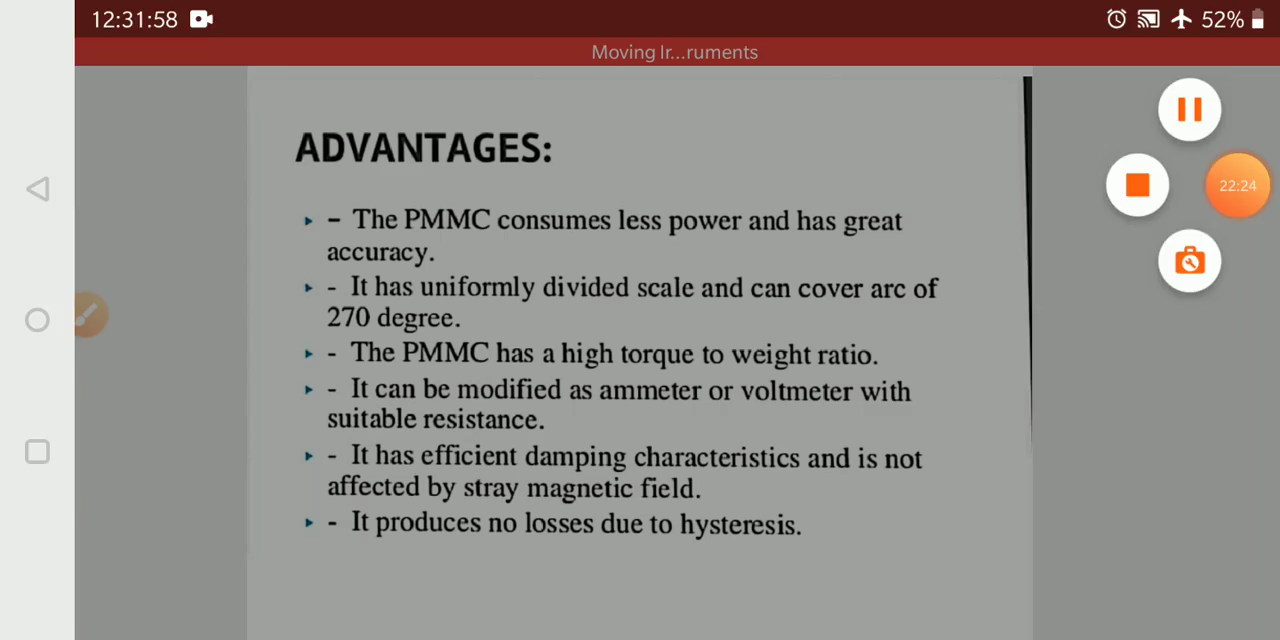 12:31:58
52%
Moving Ir...ruments
ADVANTAGES:
– The PMMC consumes less power and has great
accuracy.
- It has uniformly divided scale and can cover arc of
270 degree.
- The PMMC has a high torque to weight ratio.
- It can be modified as ammeter or voltmeter with
suitable resistance.
- It has efficient damping characteristics and is not
affected by stray magnetic field.
- It produces no losses due to hysteresis.
22:24